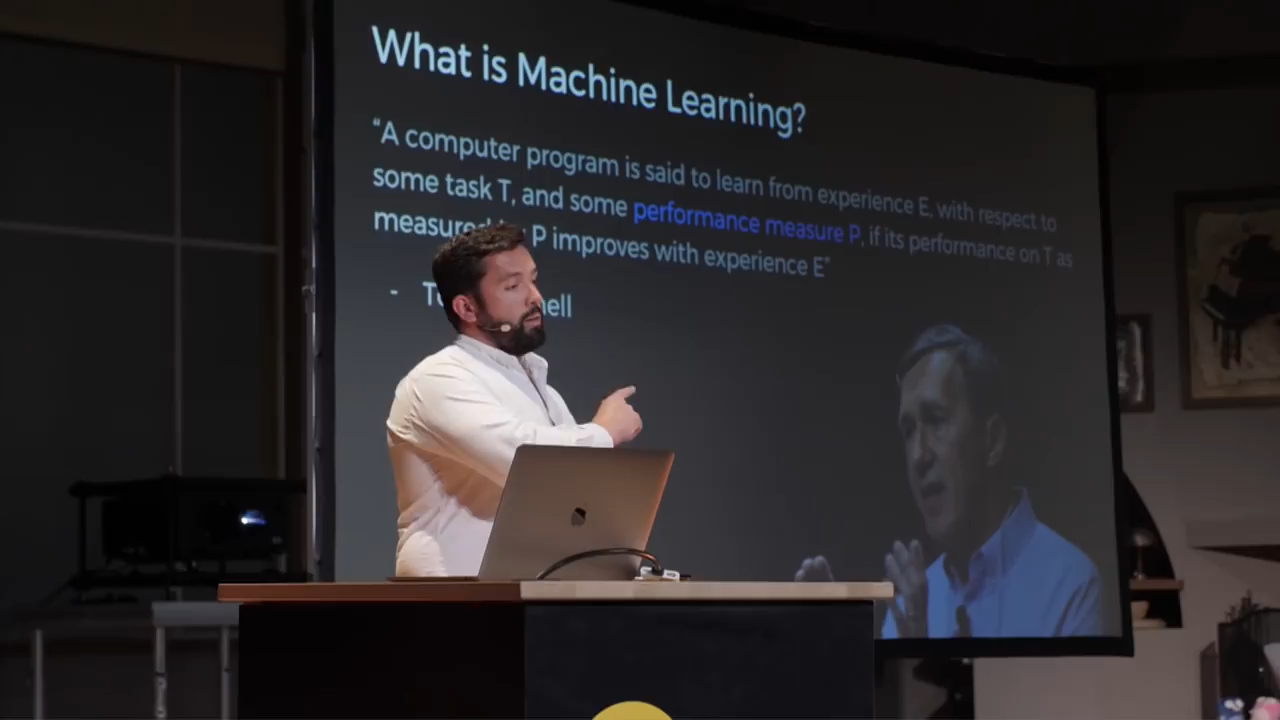 What is Machine Learning?
“A computer program is said to learn from experience E, with respect to
some task T, and some performance measure P, if its performance on T as
measured P improves with experience E”
-